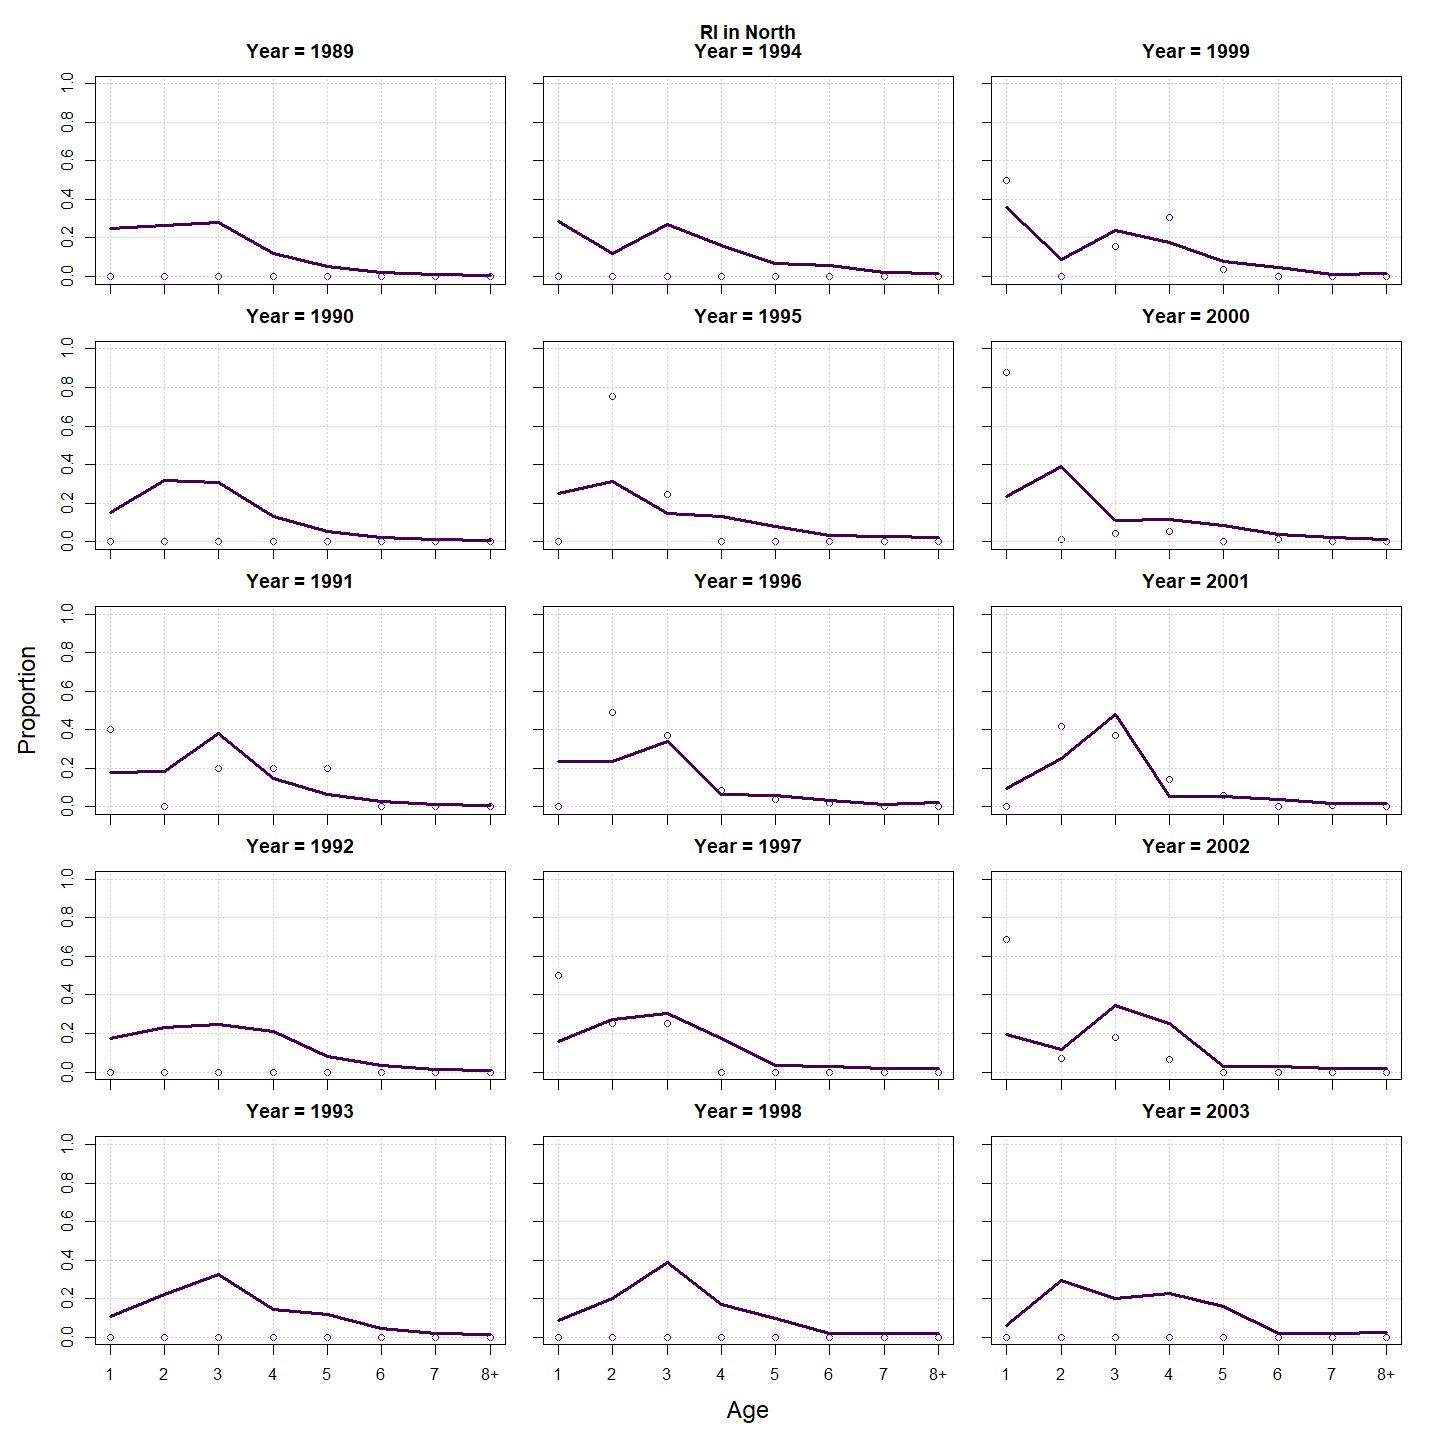 RI in North
Year = 1989 Year = 1994 Year = 1999
0.0 0.2 0.4 0.6 0.8 1.0
Year = 1990 Year = 1995 Year = 2000
0.0 0.2 0.4 0.6 0.8 1.0
Year = 1991 Year = 1996 Year = 2001
0.0 0.2 0.4 0.6 0.8 1.0
Proportion
Year = 1992 Year = 1997 Year = 2002
0.0 0.2 0.4 0.6 0.8 1.0
Year = 1993 Year = 1998 Year = 2003
0.0 0.2 0.4 0.6 0.8 1.0
1 2 3 4 5 6 7 8+ 1 2 3 4 5 6 7 8+ 1 2 3 4 5 6 7 8+
Age